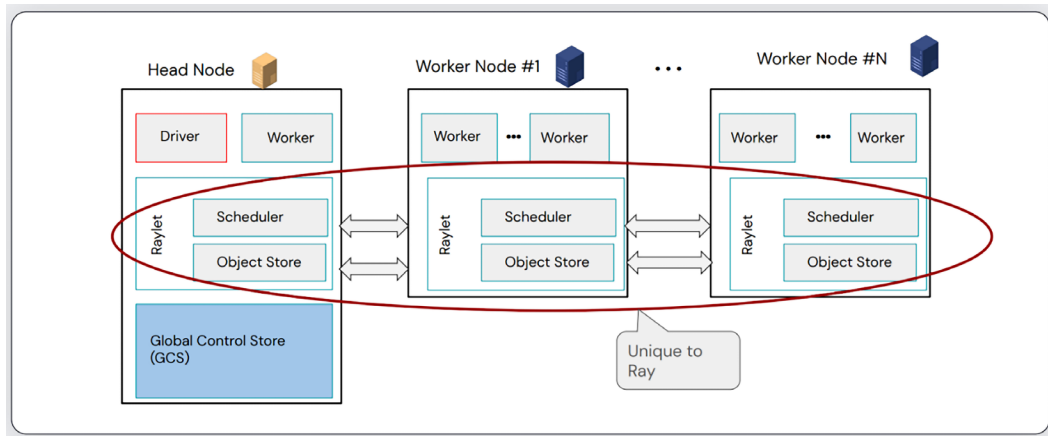 Head Node
Worker Node #1
...
Worker Node #N
Driver
Worker
Worker
...
Worker
Worker
...
Worker
Raylet
Scheduler
Object Store
Raylet
Scheduler
Object Store
Raylet
Scheduler
Object Store
Global Control Store
(GCS)
Unique to
Ray